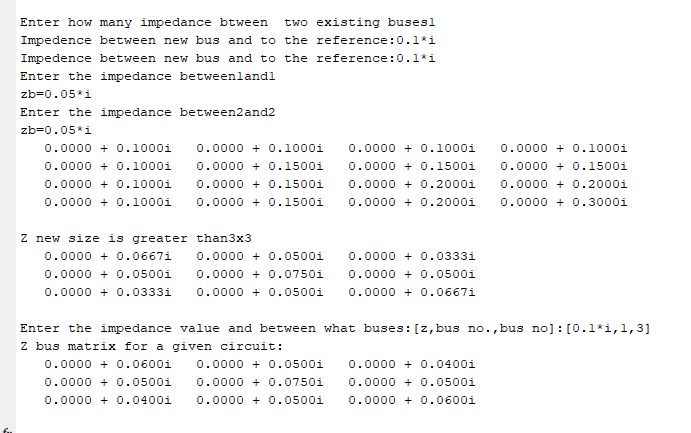 Enter how many impedance btween  two existing buses1
Impedence between new bus and to the reference:0.1*i
Impedence between new bus and to the reference:0.1*i
Enter the impedance between1and1
zb=0.05*i
Enter the impedance between2and2
zb=0.05*i
0.0000 + 0.1000i   0.0000 + 0.1000i   0.0000 + 0.1000i   0.0000 + 0.1000i
0.0000 + 0.1000i   0.0000 + 0.1500i   0.0000 + 0.1500i   0.0000 + 0.1500i
0.0000 + 0.1000i   0.0000 + 0.1500i   0.0000 + 0.2000i   0.0000 + 0.2000i
0.0000 + 0.1000i   0.0000 + 0.1500i   0.0000 + 0.2000i   0.0000 + 0.3000i
Z new size is greater than3x3
0.0000 + 0.0667i   0.0000 + 0.0500i   0.0000 + 0.0333i
0.0000 + 0.0500i   0.0000 + 0.0750i   0.0000 + 0.0500i
0.0000 + 0.0333i   0.0000 + 0.0500i   0.0000 + 0.0667i
Enter the impedance value and between what buses:[z,bus no.,bus no]:[0.1*i,1,3]
Z bus matrix for a given circuit:
0.0000 + 0.0600i   0.0000 + 0.0500i   0.0000 + 0.0400i
0.0000 + 0.0500i   0.0000 + 0.0750i   0.0000 + 0.0500i
0.0000 + 0.0400i   0.0000 + 0.0500i   0.0000 + 0.0600i